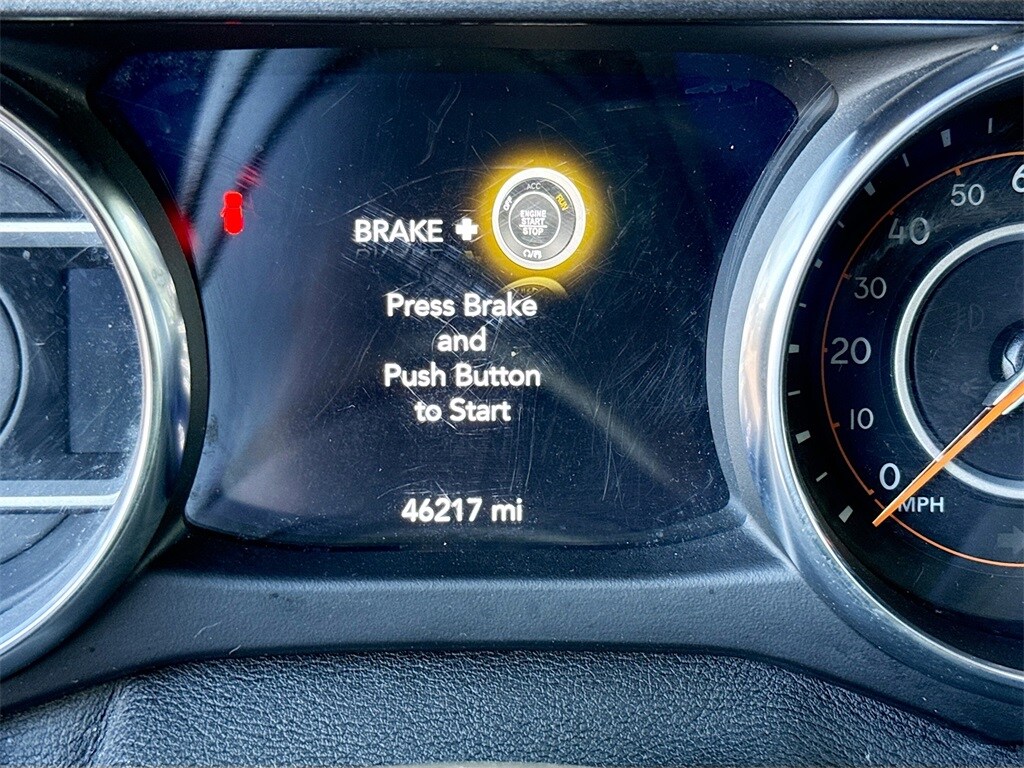 BRAKE +
ACC
OFF
RUN
ENGINE
START
STOP
Press Brake
and
Push Button
to Start
46217 mi
50
40
30
20
10
0
MPH